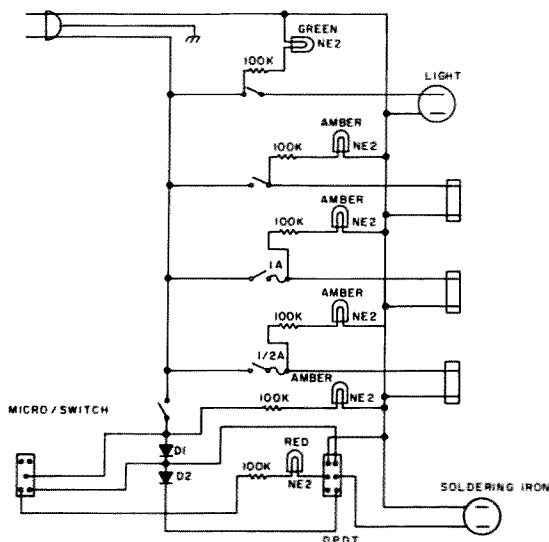 GREEN
NE2
100K
LIGHT
AMBER
100K
NE2
AMBER
100K
NE2
1A
AMBER
100K
NE2
1/2A
AMBER
MICRO/SWITCH
100K
NE2
D1
RED
100K
D2
NE2
SOLDERING IRON
DPDT